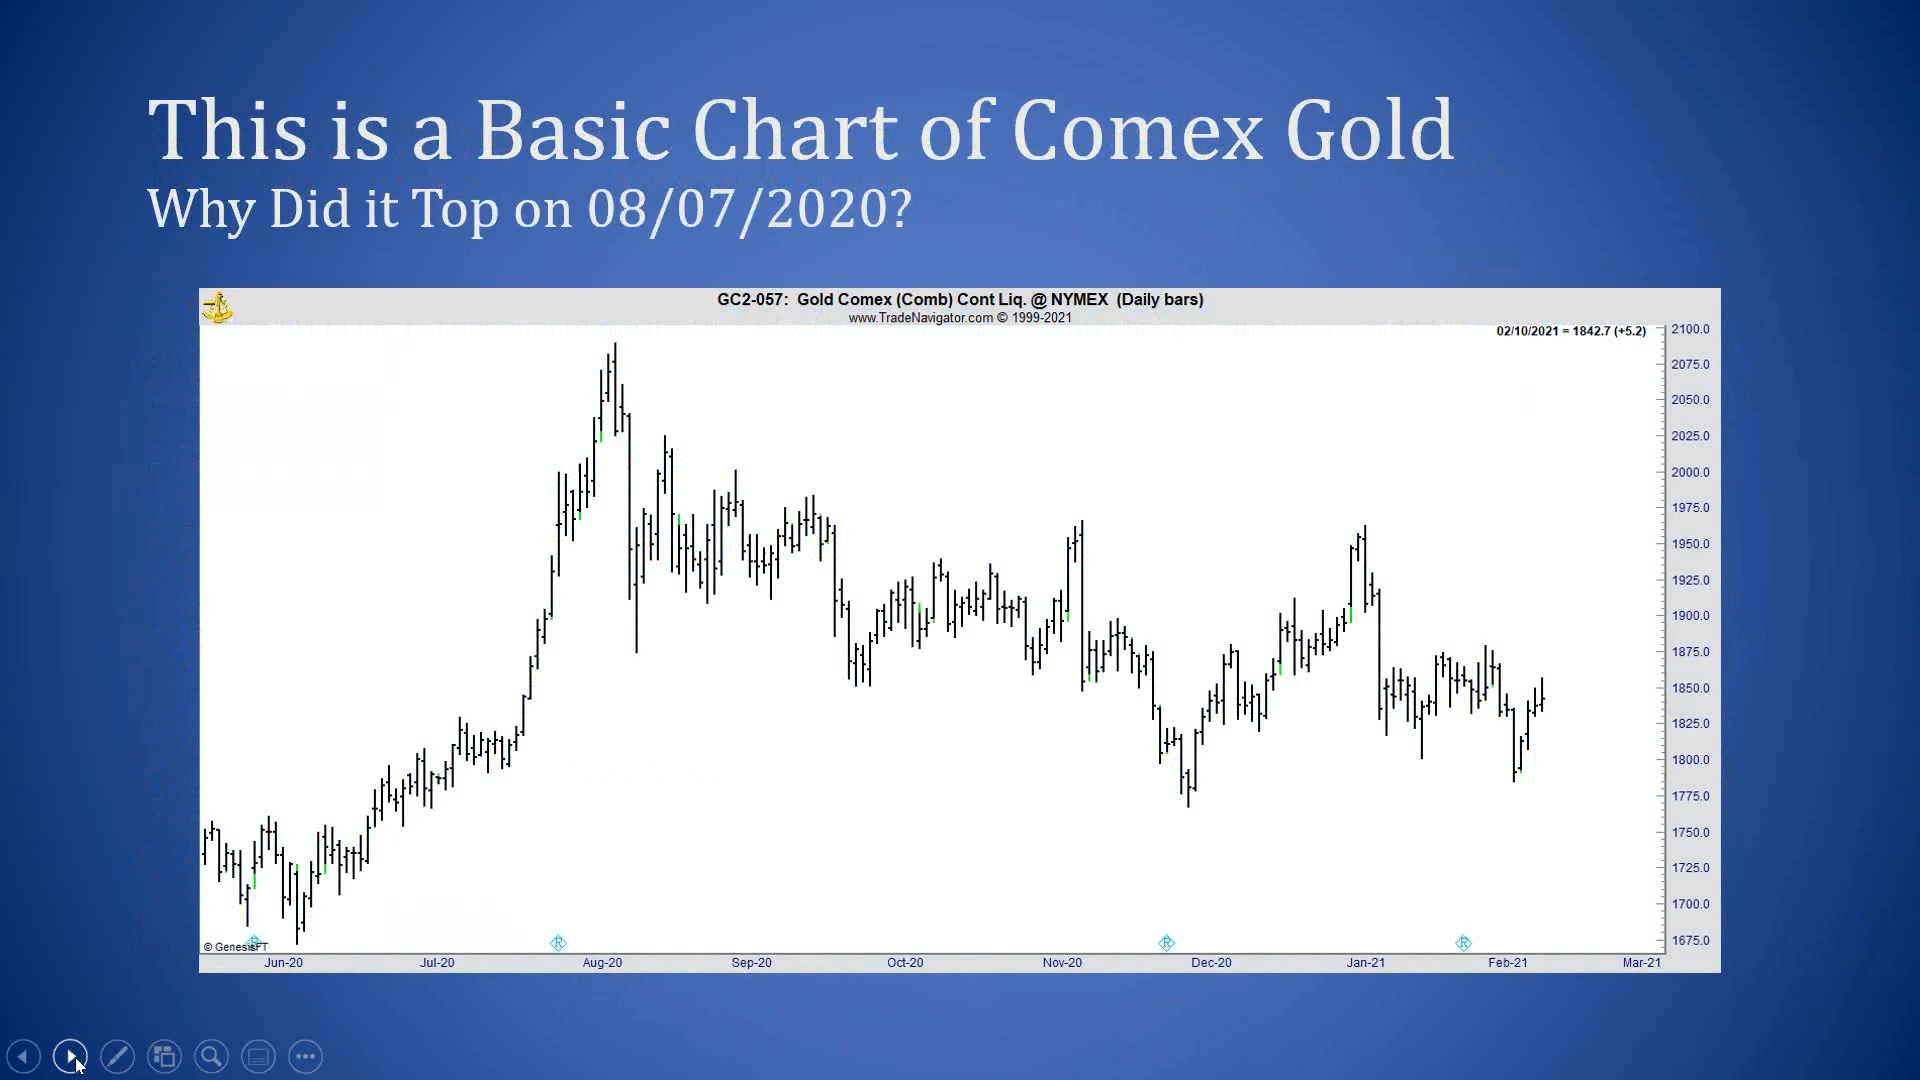 This is a Basic Chart of Comex Gold
Why Did it Top on 08/07/2020?
GC2-057: Gold Comex (Comb) Cont Liq. @ NYMEX (Daily bars)
www.TradeNavigator.com © 1999-2021
02/10/2021 = 1842.7 (+5.2)
2100.0
2075.0
2050.0
2025.0
2000.0
1975.0
1950.0
1925.0
1900.0
1875.0
1850.0
1825.0
1800.0
1775.0
1750.0
1725.0
1700.0
1675.0
R R R R
© GenesisFT
Jun-20 Jul-20 Aug-20 Sep-20 Oct-20 Nov-20 Dec-20 Jan-21 Feb-21 Mar-21